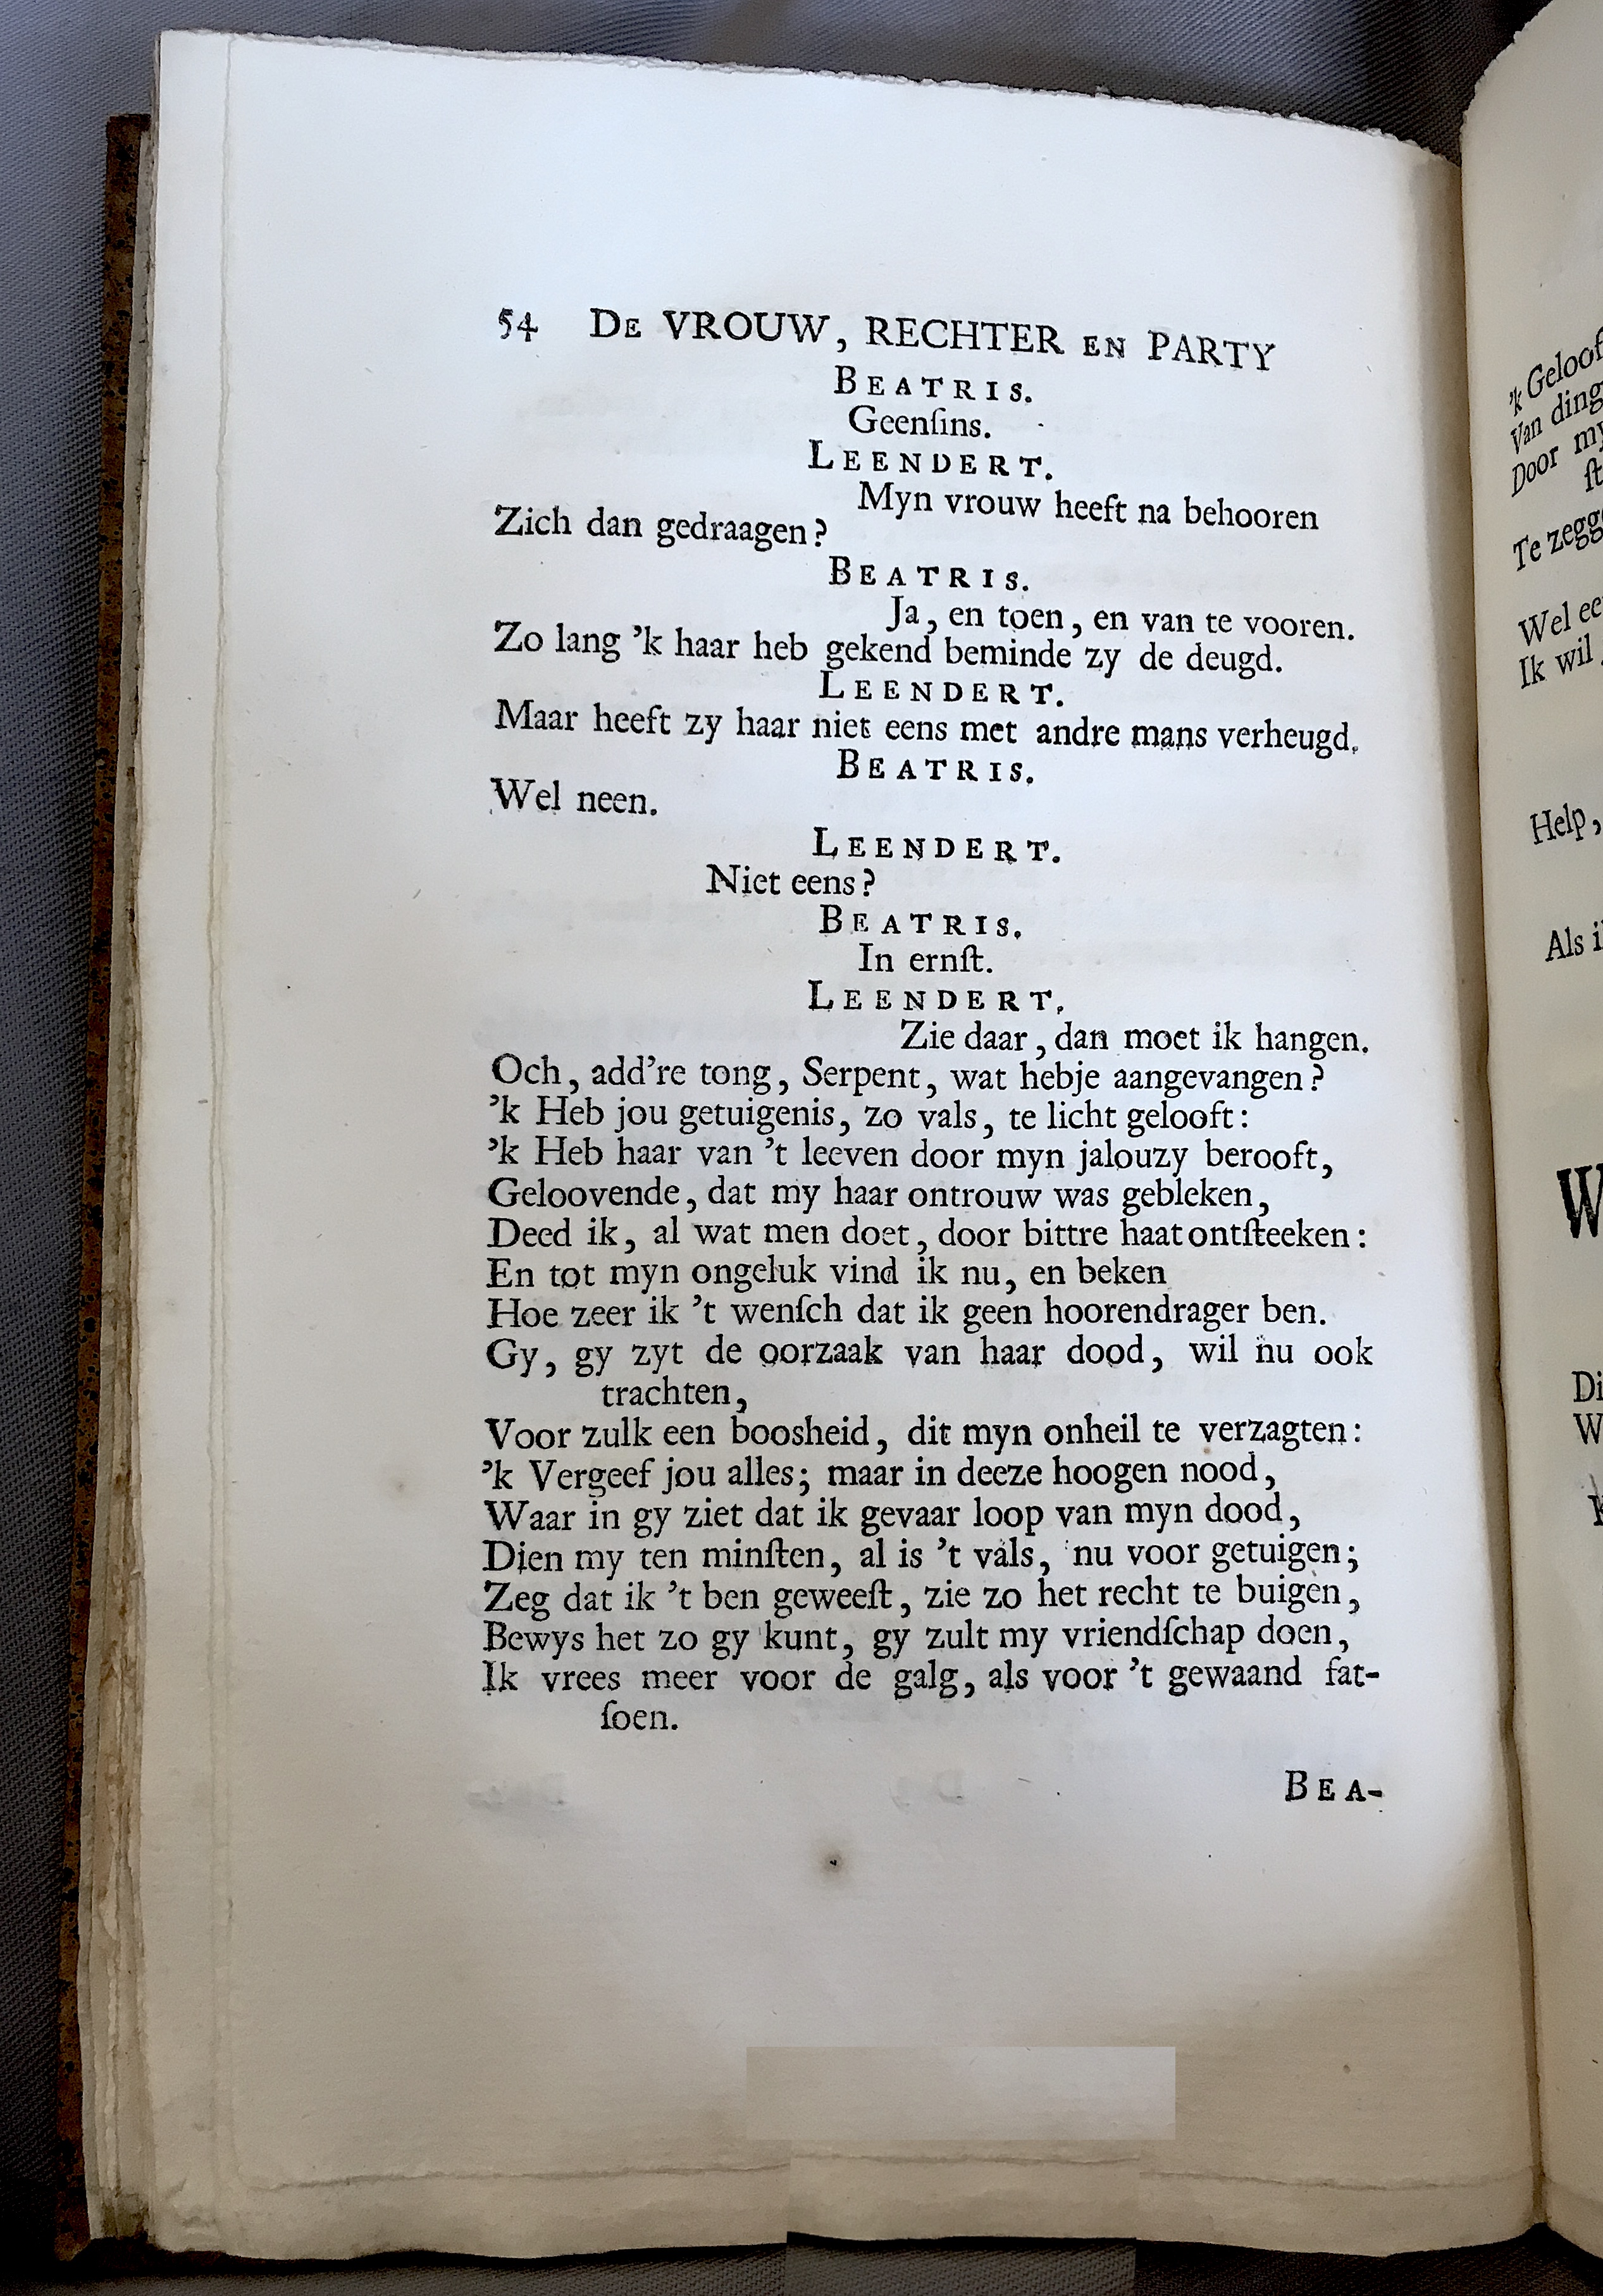 54 DE VROUW, RECHTER EN PARTY
BEATRIS.
Geenſins.
LEENDERT.
Myn vrouw heeft na behooren
Zich dan gedraagen?
BEATRIS.
Ja, en toen, en van te vooren.
Zo lang ’k haar heb gekend beminde zy de deugd.
LEENDERT.
Maar heeft zy haar niet eens met andre mans verheugd.
BEATRIS.
Wel neen.
LEENDERT.
Niet eens?
BEATRIS.
In ernſt.
LEENDERT.
Zie daar, dan moet ik hangen.
Och, add’re tong, Serpent, wat hebje aangevangen?
’k Heb jou getuigenis, zo vals, te licht gelooft:
’k Heb haar van ’t leeven door myn jalouzy berooft,
Geloovende, dat my haar ontrouw was gebleken,
Deed ik, al wat men doet, door bittre haat ontſteeken:
En tot myn ongeluk vind ik nu, en beken
Hoe zeer ik ’t wenſch dat ik geen hoorendrager ben.
Gy, gy zyt de oorzaak van haar dood, wil nu ook
trachten,
Voor zulk een boosheid, dit myn onheil te verzagten:
’k Vergeef jou alles; maar in deeze hoogen nood,
Waar in gy ziet dat ik gevaar loop van myn dood,
Dien my ten minſten, al is ’t vals, nu voor getuigen;
Zeg dat ik ’t ben geweeſt, zie zo het recht te buigen,
Bewys het zo gy kunt, gy zult my vriendſchap doen,
Ik vrees meer voor de galg, als voor ’t gewaand fat-
ſoen.
BEA-
’k
Van
Door my
Te
Wel
Ik wil
Help,
Als